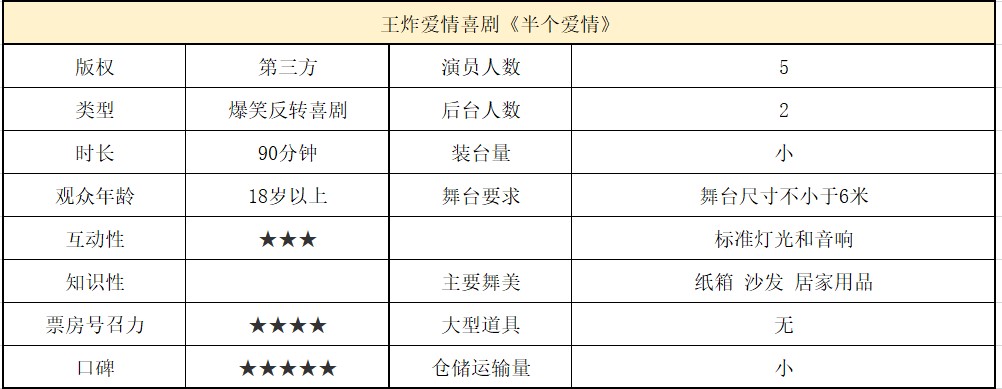 王炸爱情喜剧《半个爱情》
版权 第三方 演员人数 5
类型 爆笑反转喜剧 后台人数 2
时长 90分钟 装台量 小
观众年龄 18岁以上 舞台要求 舞台尺寸不小于6米
互动性 ★★★ 标准灯光和音响
知识性 主要舞美 纸箱 沙发 居家用品
票房号召力 ★★★★ 大型道具 无
口碑 ★★★★★ 仓储运输量 小